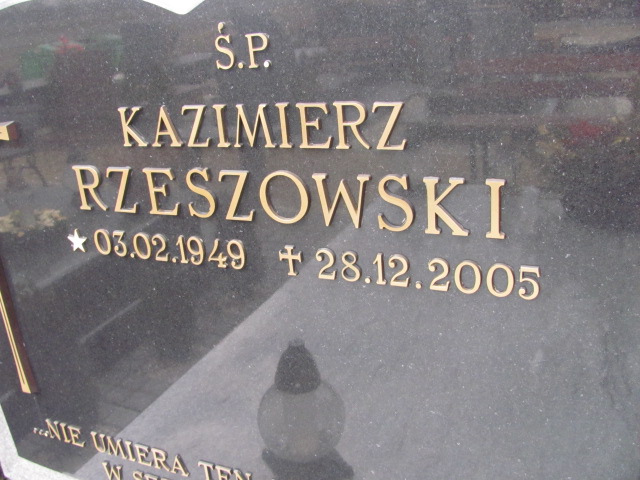 Ś.P.
KAZIMIERZ
RZESZOWSKI
03.02.1949 28.12.2005
...NIE UMIERA TEN
W